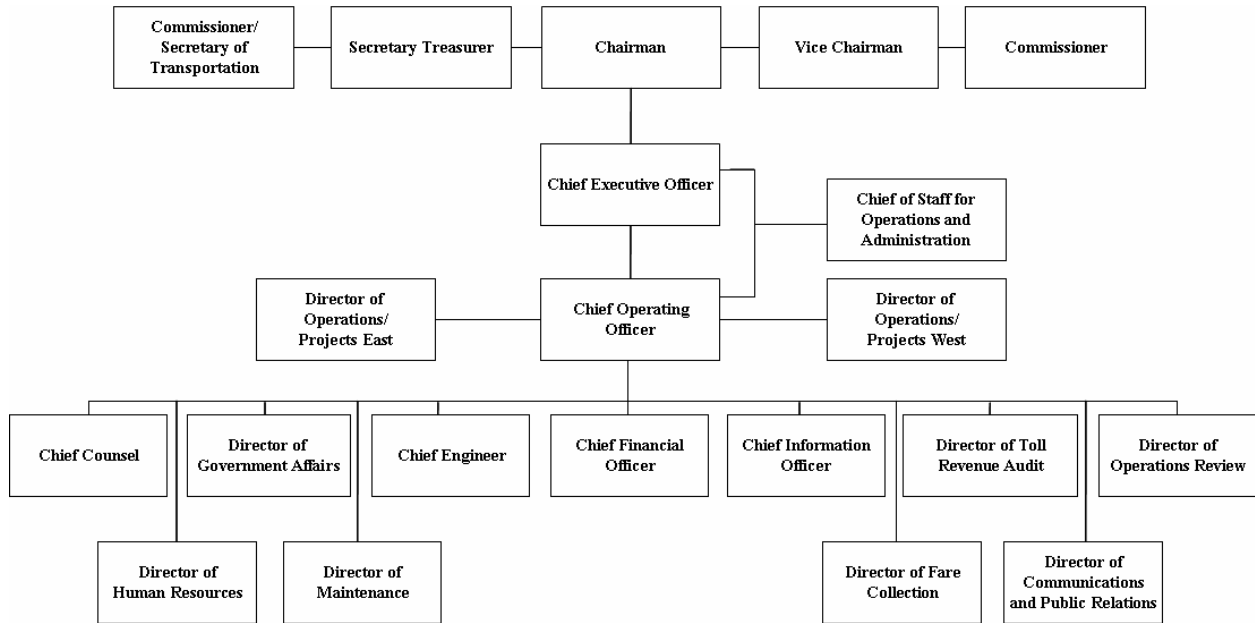 Commissioner/
Secretary of
Transportation
Secretary Treasurer
Chairman
Vice Chairman
Commissioner
Chief Executive Officer
Chief of Staff for
Operations and
Administration
Director of
Operations/
Projects East
Chief Operating
Officer
Director of
Operations/
Projects West
Chief Counsel
Director of
Government Affairs
Chief Engineer
Chief Financial
Officer
Chief Information
Officer
Director of Toll
Revenue Audit
Director of
Operations Review
Director of
Human Resources
Director of
Maintenance
Director of Fare
Collection
Director of
Communications
and Public Relations